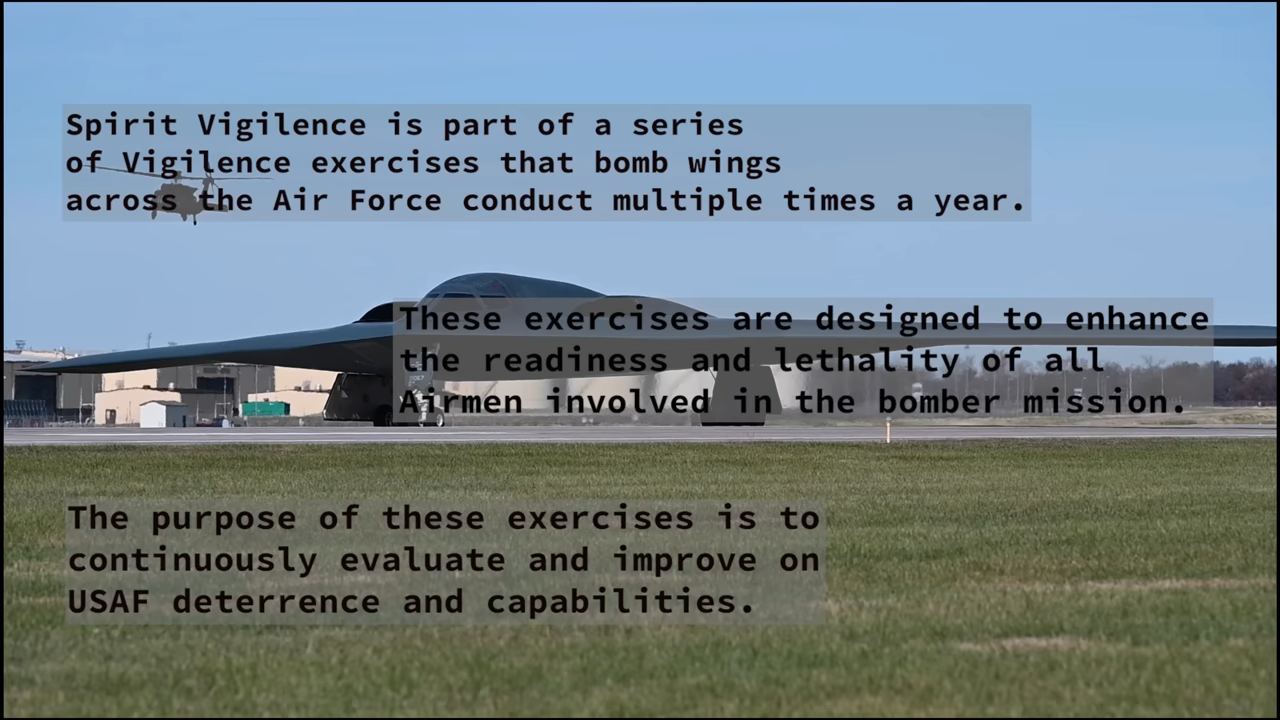 Spirit Vigilence is part of a series
of Vigilence exercises that bomb wings
across the Air Force conduct multiple times a year.
These exercises are designed to enhance
the readiness and lethality of all
Airmen involved in the bomber mission.
The purpose of these exercises is to
continuously evaluate and improve on
USAF deterrence and capabilities.